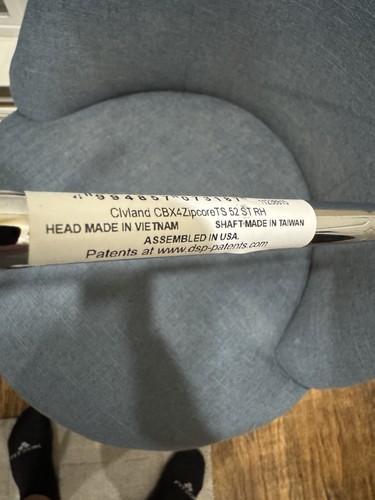 Clvland CBX4ZipcoreTS 52 ST RH
HEAD MADE IN VIETNAM SHAFT MADE IN TAIWAN
ASSEMBLED IN USA.
Patents at www.dsp-patents.com